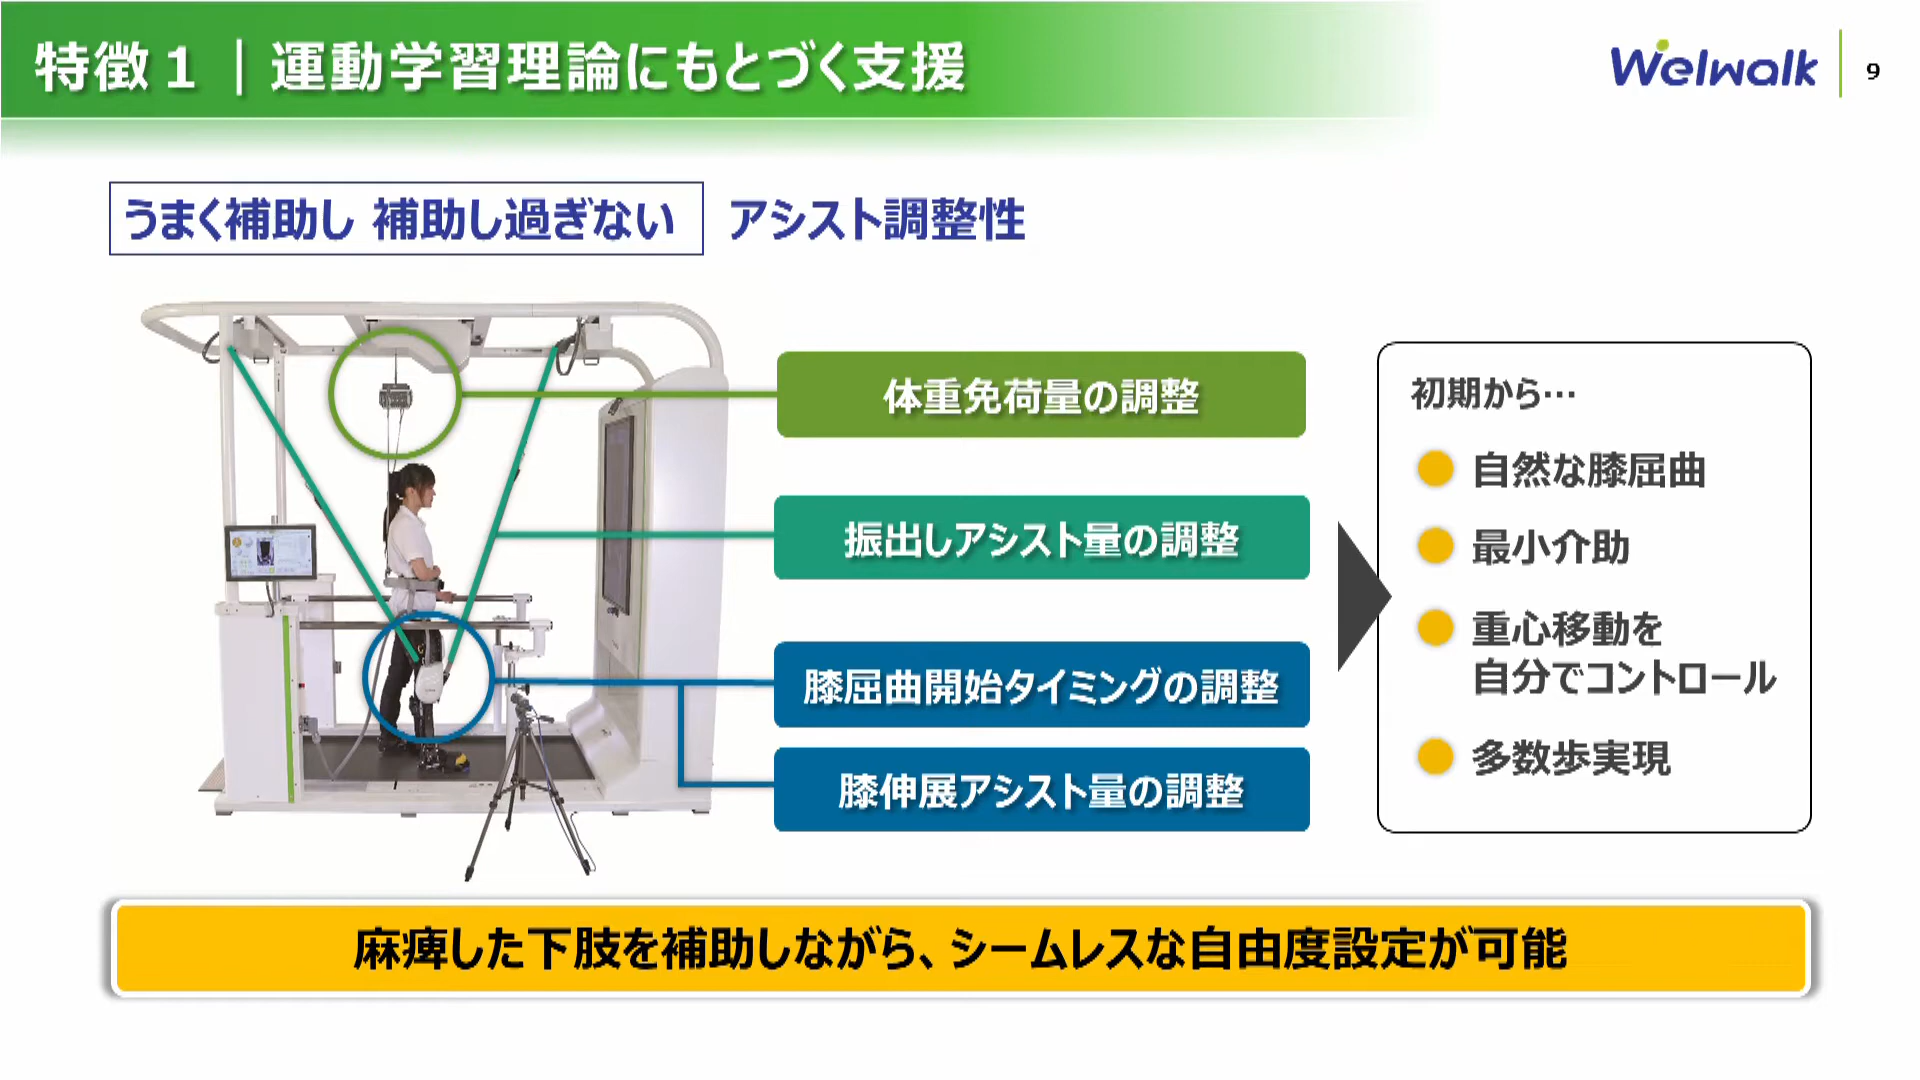 特徴1｜運動学習理論にもとづく支援
Welwalk
9
うまく補助し 補助し過ぎない アシスト調整性
体重免荷量の調整
振出しアシスト量の調整
膝屈曲開始タイミングの調整
膝伸展アシスト量の調整
初期から…
自然な膝屈曲
最小介助
重心移動を
自分でコントロール
多数歩実現
麻痺した下肢を補助しながら、シームレスな自由度設定が可能